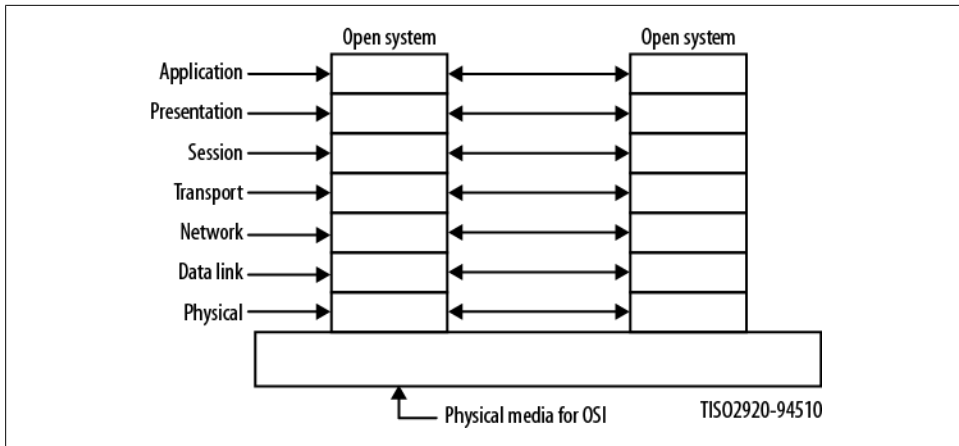 Open system
Open system
Application
Presentation
Session
Transport
Network
Data link
Physical
Physical media for OSI
TISO2920-94510